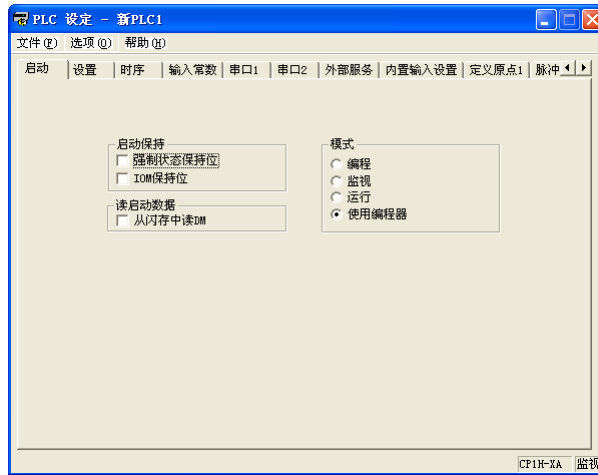 PLC 设定 - 新PLC1
文件(F) 选项(O) 帮助(H)
启动 设置 时序 输入常数 串口1 串口2 外部服务 内置输入设置 定义原点1 脉冲
启动保持
强制状态保持位
IOM保持位
读启动数据
从闪存中读DM
模式
编程
监视
运行
使用编程器
CP1H-XA 监视